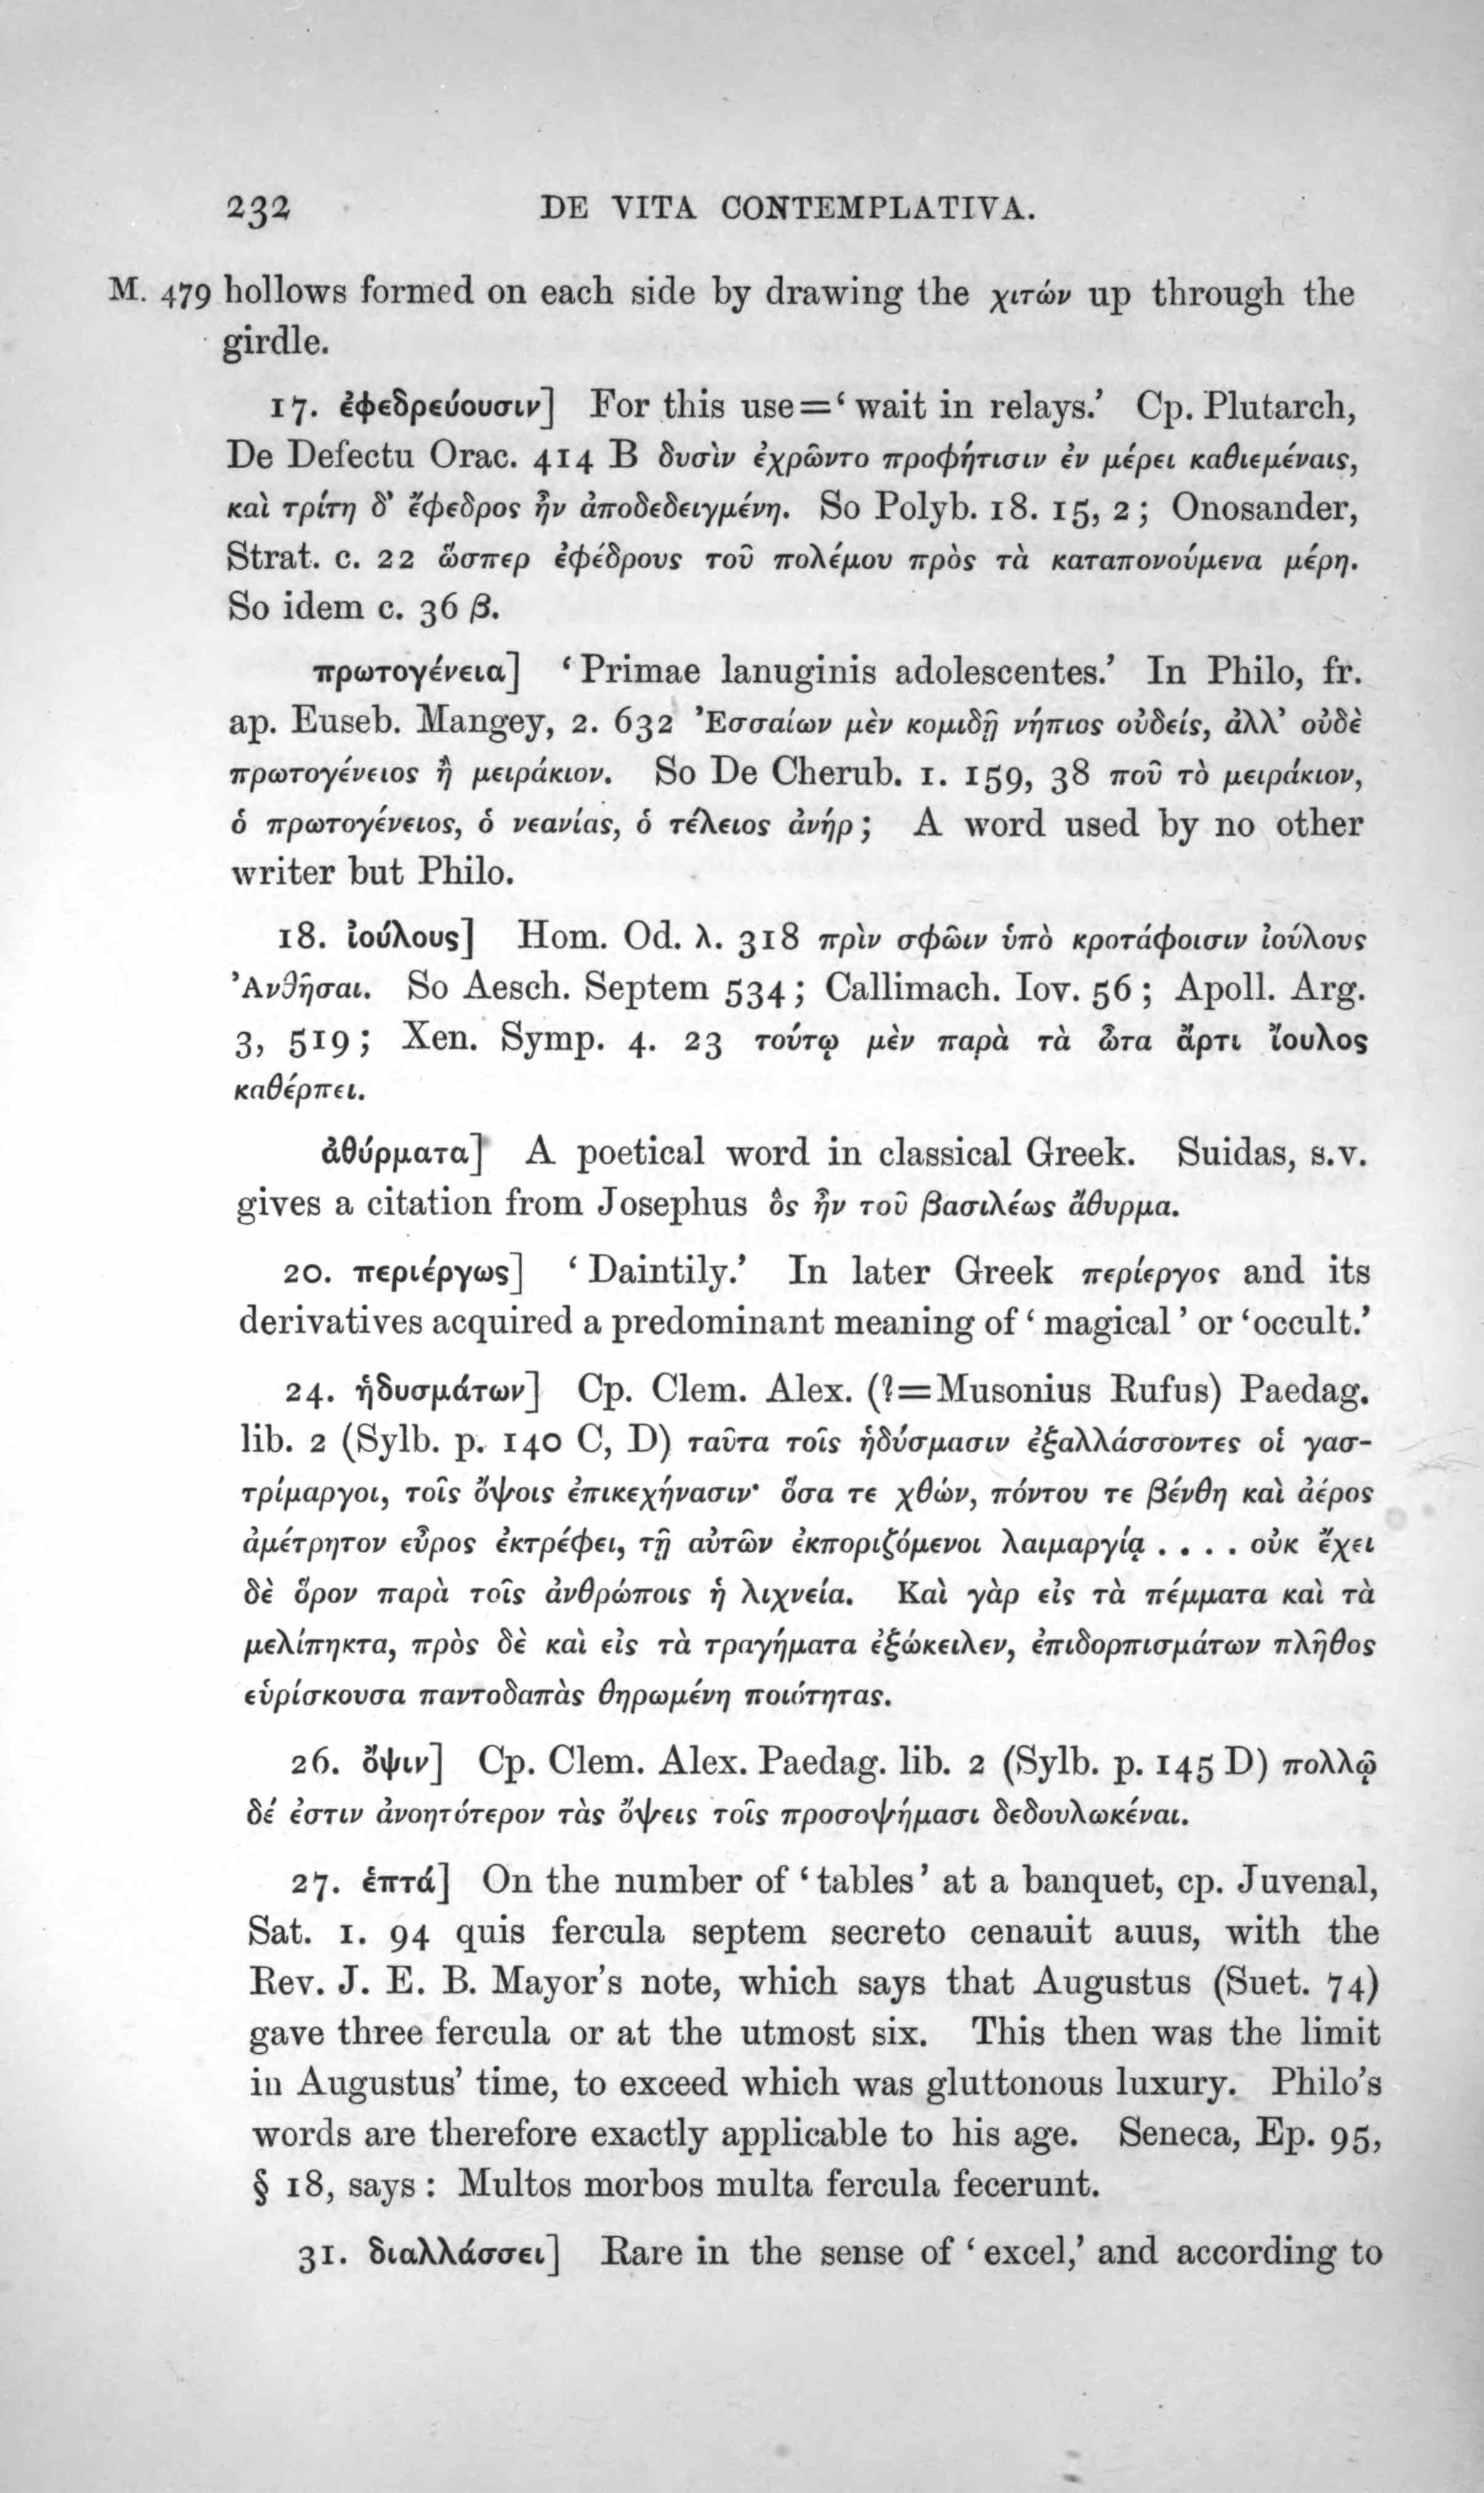 232 DE VITA CONTEMPLATIVA.
M. 479 hollows formed on each side by drawing the χιτών up through the
girdle.
17. ἐφεδρεύουσιν] For this use=‘wait in relays.’ Cp. Plutarch,
De Defectu Orac. 414 B δυσὶν ἐχρῶντο προφήτισιν ἐν μέρει καθιεμέναις,
καὶ τρίτη δ’ ἔφεδρος ἦν ἀποδεδειγμένη. So Polyb. 18. 15, 2; Onosander,
Strat. c. 22 ὥσπερ ἐφέδρους τοῦ πολέμου πρὸς τὰ καταπονούμενα μέρη.
So idem c. 36 β.
πρωτογένεια] ‘Primae lanuginis adolescentes.’ In Philo, fr.
ap. Euseb. Mangey, 2. 632 Ἐσσαίων μὲν κομιδῇ νήπιος οὐδείς, ἀλλ’ οὐδὲ
πρωτογένειος ἢ μειράκιον. So De Cherub. 1. 159, 38 ποῦ τὸ μειράκιον,
ὁ πρωτογένειος, ὁ νεανίας, ὁ τέλειος ἀνήρ; A word used by no other
writer but Philo.
18. ἰούλους] Hom. Od. λ. 318 πρὶν σφῶιν ὑπὸ κροτάφοισιν ἰούλους
Ἀνθῆσαι. So Aesch. Septem 534; Callimach. Iov. 56; Apoll. Arg.
3, 519; Xen. Symp. 4. 23 τούτῳ μὲν παρὰ τὰ ὦτα ἄρτι ἴουλος
καθέρπει.
ἀθύρματα] A poetical word in classical Greek. Suidas, s.v.
gives a citation from Josephus ὃς ἦν τοῦ βασιλέως ἄθυρμα.
20. περιέργως] ‘Daintily.’ In later Greek περίεργος and its
derivatives acquired a predominant meaning of ‘magical’ or ‘occult.’
24. ἡδυσμάτων] Cp. Clem. Alex. (?=Musonius Rufus) Paedag.
lib. 2 (Sylb. p. 140 C, D) ταῦτα τοῖς ἡδύσμασιν ἐξαλλάσσοντες οἱ γασ-
τρίμαργοι, τοῖς ὄψοις ἐπικεχήνασιν· ὅσα τε χθών, πόντου τε βένθη καὶ ἀέρος
ἀμέτρητον εὖρος ἐκτρέφει, τῇ αὐτῶν ἐκποριζόμενοι λαιμαργίᾳ . . . . οὐκ ἔχει
δὲ ὅρον παρὰ τοῖς ἀνθρώποις ἡ λιχνεία. Καὶ γὰρ εἰς τὰ πέμματα καὶ τὰ
μελίπηκτα, πρὸς δὲ καὶ εἰς τὰ τραγήματα ἐξώκειλεν, ἐπιδορπισμάτων πλῆθος
εὑρίσκουσα παντοδαπὰς θηρωμένη ποιότητας.
26. ὄψιν] Cp. Clem. Alex. Paedag. lib. 2 (Sylb. p. 145 D) πολλῷ
δέ ἐστιν ἀνοητότερον τὰς ὄψεις τοῖς προσοψήμασι δεδουλωκέναι.
27. ἑπτά] On the number of ‘tables’ at a banquet, cp. Juvenal,
Sat. 1. 94 quis fercula septem secreto cenauit auus, with the
Rev. J. E. B. Mayor’s note, which says that Augustus (Suet. 74)
gave three fercula or at the utmost six. This then was the limit
in Augustus’ time, to exceed which was gluttonous luxury. Philo’s
words are therefore exactly applicable to his age. Seneca, Ep. 95,
§ 18, says: Multos morbos multa fercula fecerunt.
31. διαλλάσσει] Rare in the sense of ‘excel,’ and according to